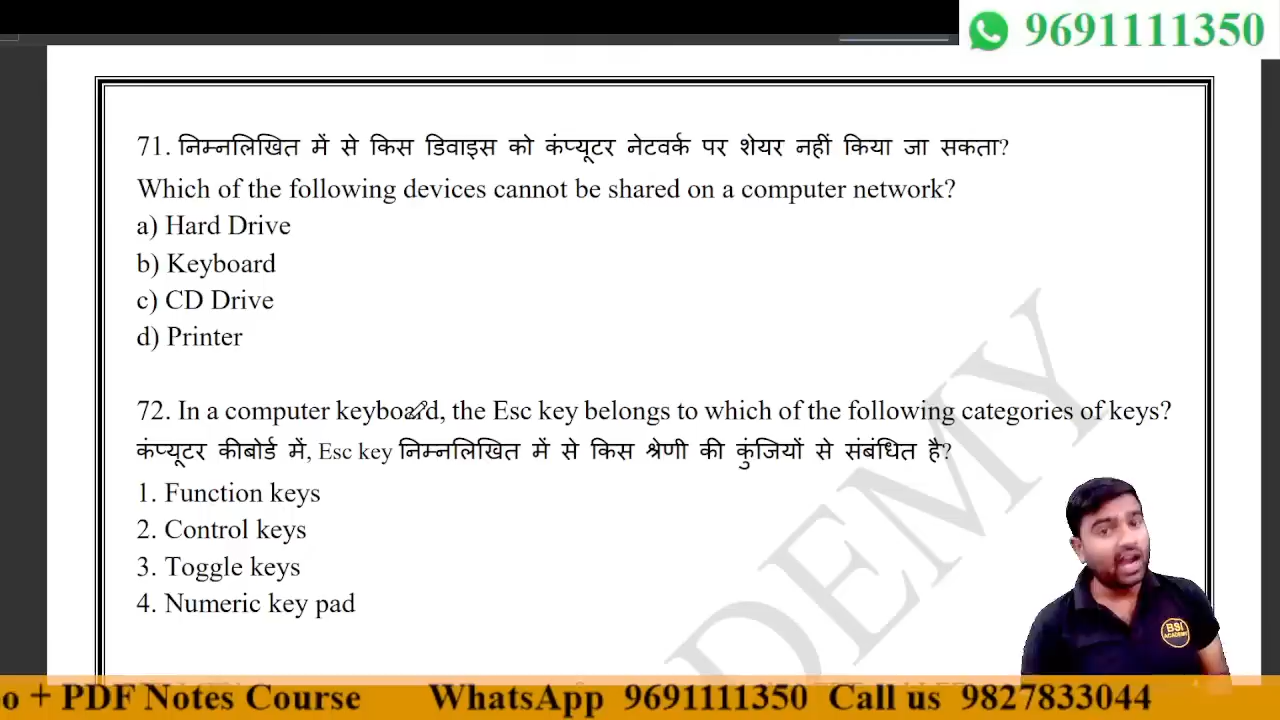 9691111350
71. निम्नलिखित में से किस डिवाइस को कंप्यूटर नेटवर्क पर शेयर नहीं किया जा सकता?
Which of the following devices cannot be shared on a computer network?
a) Hard Drive
b) Keyboard
c) CD Drive
d) Printer
72. In a computer keyboard, the Esc key belongs to which of the following categories of keys?
कंप्यूटर कीबोर्ड में, Esc key निम्नलिखित में से किस श्रेणी की कुंजियों से संबंधित है?
1. Function keys
2. Control keys
3. Toggle keys
4. Numeric key pad
DEMY
BSI
ACADEMY
o + PDF Notes Course WhatsApp 9691111350 Call us 9827833044